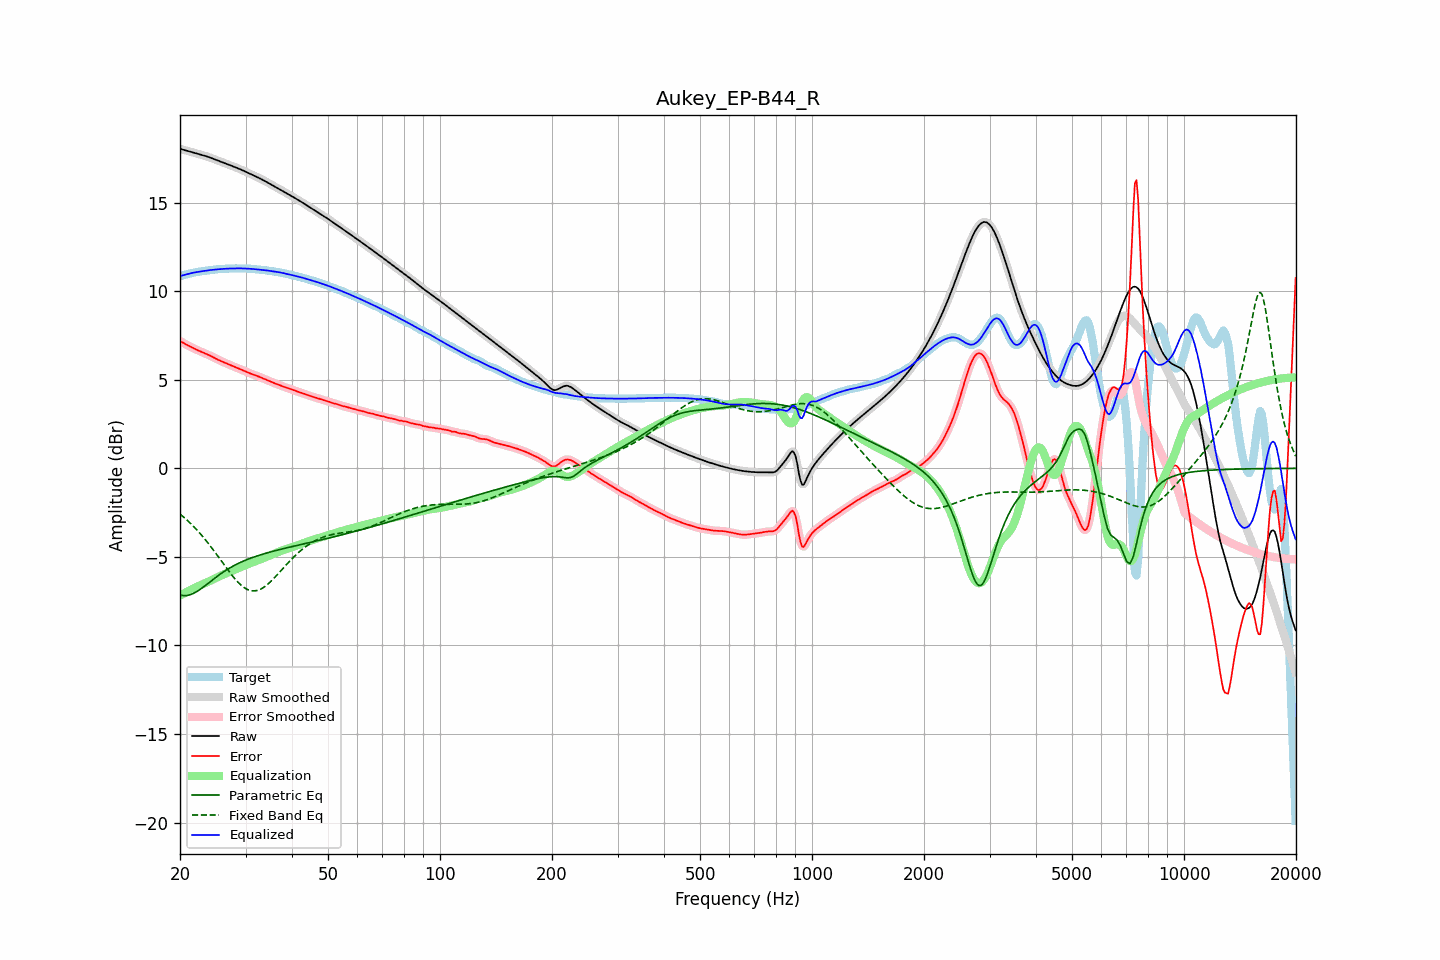 Aukey_EP-B44_R
Amplitude (dBr)
15
10
5
0
−5
−10
−15
−20
Target
Raw Smoothed
Error Smoothed
Raw
Error
Equalization
Parametric Eq
Fixed Band Eq
Equalized
20 50 100 200 500 1000 2000 5000 10000 20000
Frequency (Hz)